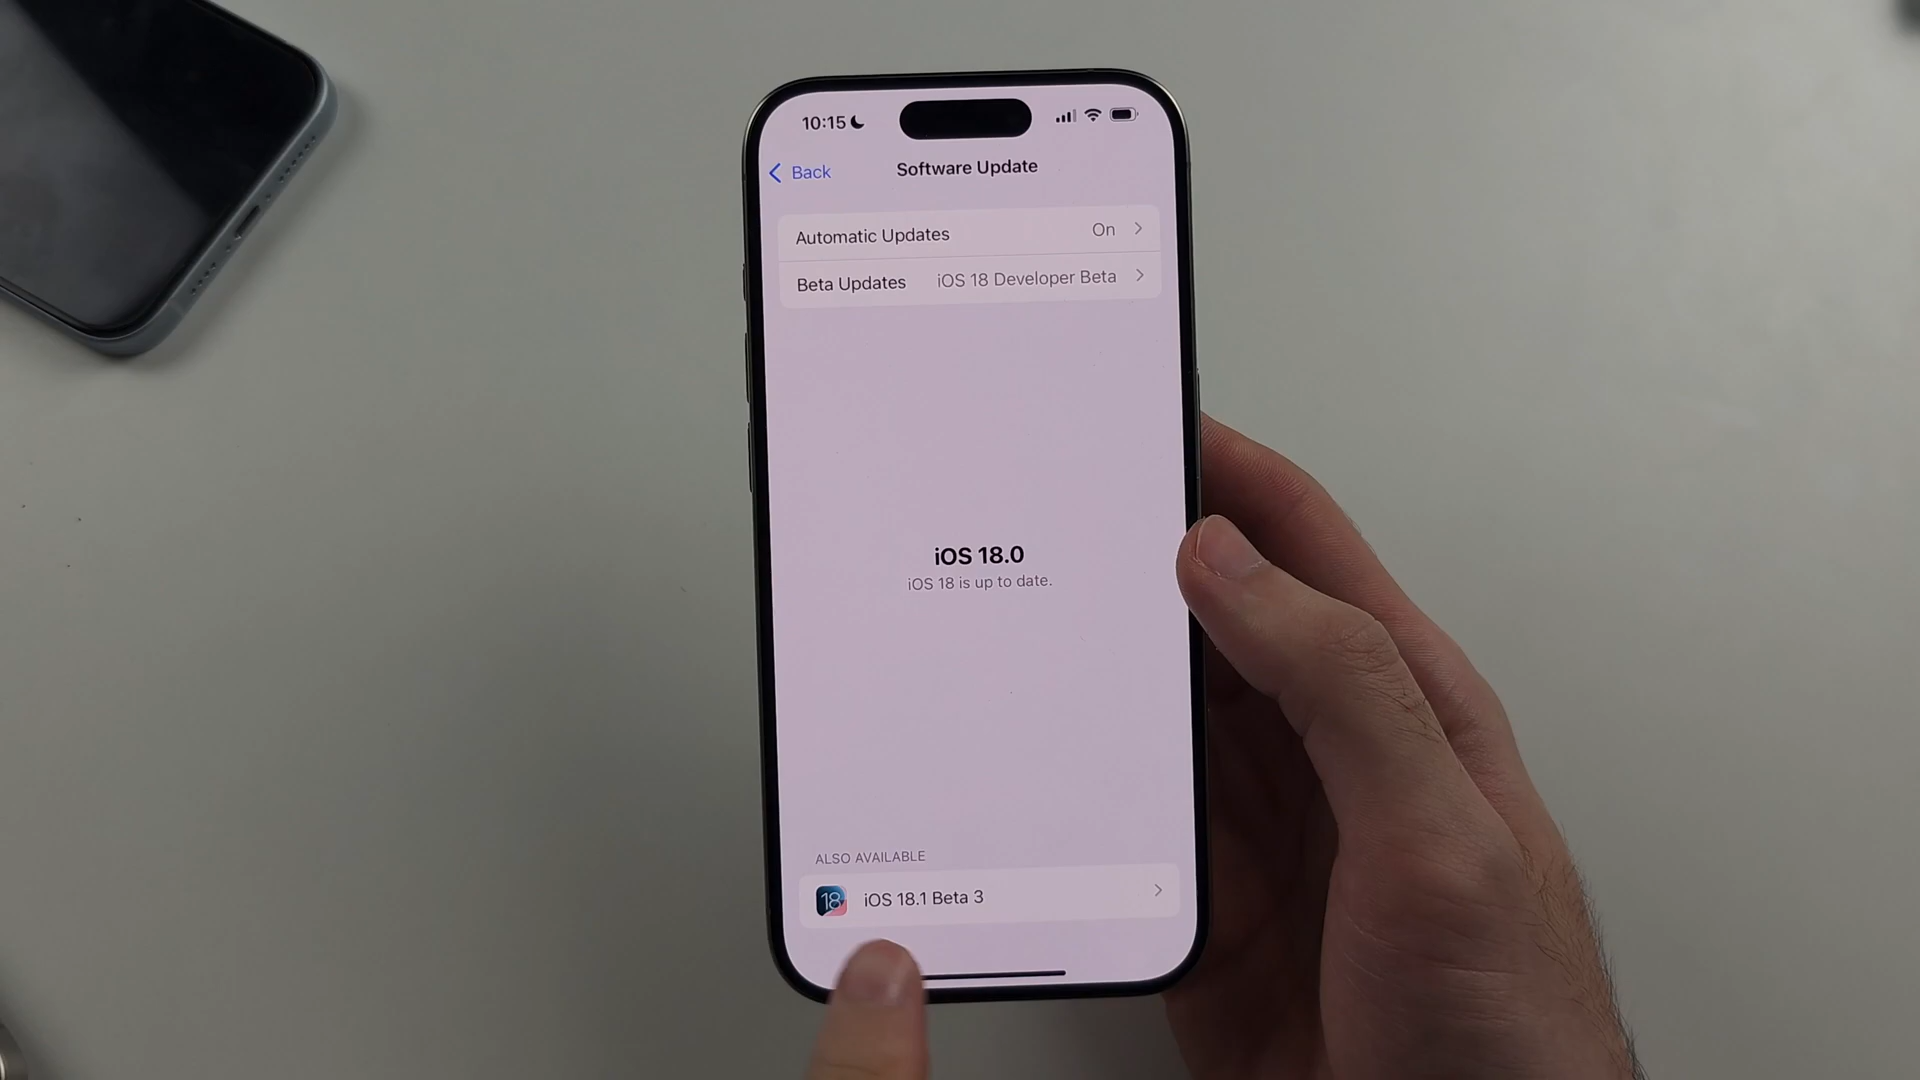 10:15
Back
Software Update
Automatic Updates On
Beta Updates iOS 18 Developer Beta
iOS 18.0
iOS 18 is up to date.
ALSO AVAILABLE
18 iOS 18.1 Beta 3